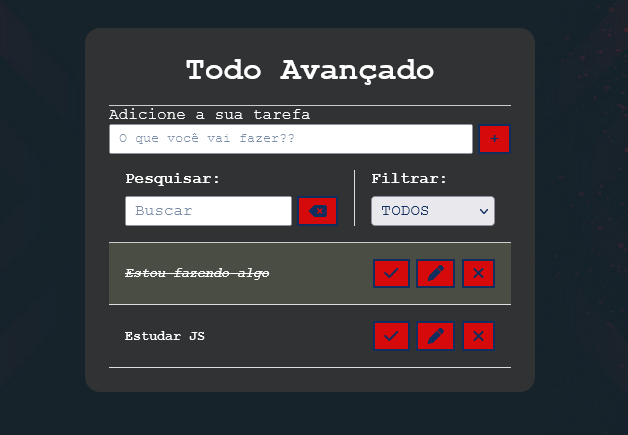 Todo Avançado
Adicione a sua tarefa
O que você vai fazer??
+
Pesquisar:
Filtrar:
Buscar
TODOS
Estou fazendo algo
Estudar JS